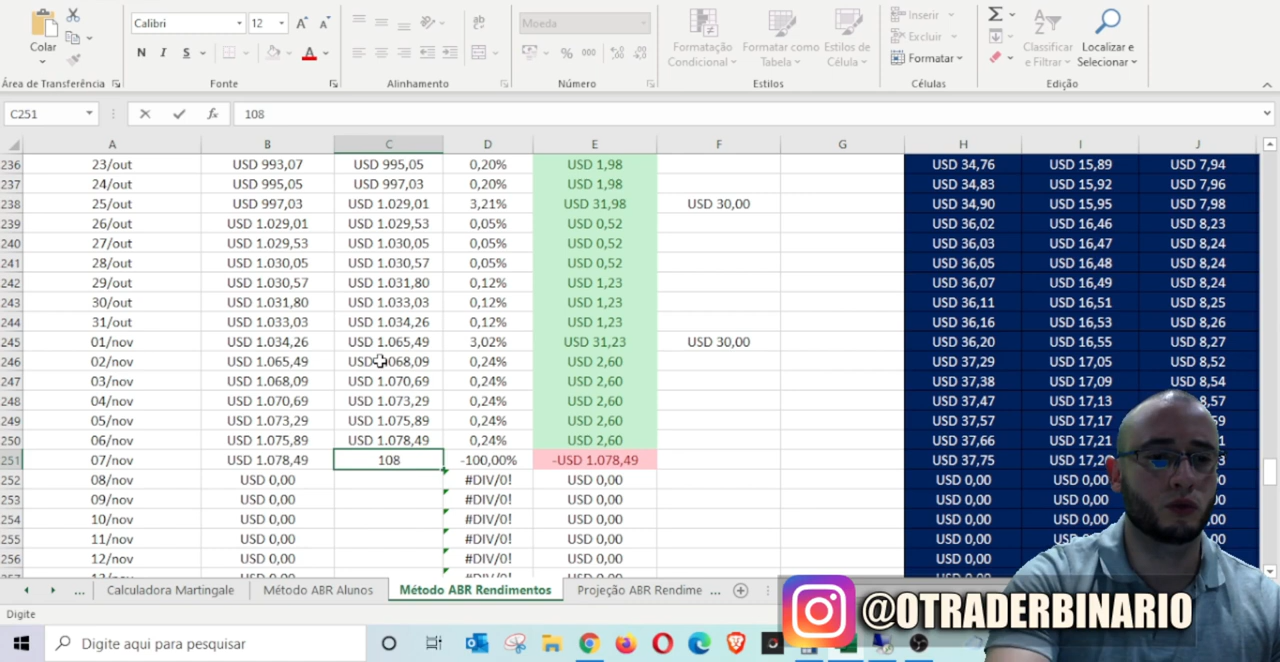 Calibri 12 Moeda
Colar N I S % 000
Formatação Condicional
Formatar como Tabela
Estilos de Célula
Inserir
Excluir
Formatar
Classificar e Filtrar
Localizar e Selecionar
Área de Transferência Fonte Alinhamento Número Estilos Células Edição
C251 fx 108
A B C D E F G H I J
236 23/out USD 993,07 USD 995,05 0,20% USD 1,98 USD 34,76 USD 15,89 USD 7,94
237 24/out USD 995,05 USD 997,03 0,20% USD 1,98 USD 34,83 USD 15,92 USD 7,96
238 25/out USD 997,03 USD 1.029,01 3,21% USD 31,98 USD 30,00 USD 34,90 USD 15,95 USD 7,98
239 26/out USD 1.029,01 USD 1.029,53 0,05% USD 0,52 USD 36,02 USD 16,46 USD 8,23
240 27/out USD 1.029,53 USD 1.030,05 0,05% USD 0,52 USD 36,03 USD 16,47 USD 8,24
241 28/out USD 1.030,05 USD 1.030,57 0,05% USD 0,52 USD 36,05 USD 16,48 USD 8,24
242 29/out USD 1.030,57 USD 1.031,80 0,12% USD 1,23 USD 36,07 USD 16,49 USD 8,24
243 30/out USD 1.031,80 USD 1.033,03 0,12% USD 1,23 USD 36,11 USD 16,51 USD 8,25
244 31/out USD 1.033,03 USD 1.034,26 0,12% USD 1,23 USD 36,16 USD 16,53 USD 8,26
245 01/nov USD 1.034,26 USD 1.065,49 3,02% USD 31,23 USD 30,00 USD 36,20 USD 16,55 USD 8,27
246 02/nov USD 1.065,49 USD 068,09 0,24% USD 2,60 USD 37,29 USD 17,05 USD 8,52
247 03/nov USD 1.068,09 USD 1.070,69 0,24% USD 2,60 USD 37,38 USD 17,09 USD 8,54
248 04/nov USD 1.070,69 USD 1.073,29 0,24% USD 2,60 USD 37,47 USD 17,13 8,57
249 05/nov USD 1.073,29 USD 1.075,89 0,24% USD 2,60 USD 37,57 USD 17,17
250 06/nov USD 1.075,89 USD 1.078,49 0,24% USD 2,60 USD 37,66 USD 17,21
251 07/nov USD 1.078,49 108 -100,00% -USD 1.078,49 USD 37,75
252 08/nov USD 0,00 #DIV/0! USD 0,00 USD 0,00 USD 0,00 USD 0,00
253 09/nov USD 0,00 #DIV/0! USD 0,00 USD 0,00 USD 0,00 USD 0,00
254 10/nov USD 0,00 #DIV/0! USD 0,00 USD 0,00 USD 0,00 USD 0,00
255 11/nov USD 0,00 #DIV/0! USD 0,00 USD 0,00 USD 0,00
256 12/nov USD 0,00 #DIV/0! USD 0,00 USD 0,00 USD 0,00
... Calculadora Martingale Método ABR Alunos Método ABR Rendimentos Projeção ABR Rendime ...
Digite
@OTRADERBINARIO
Digite aqui para pesquisar